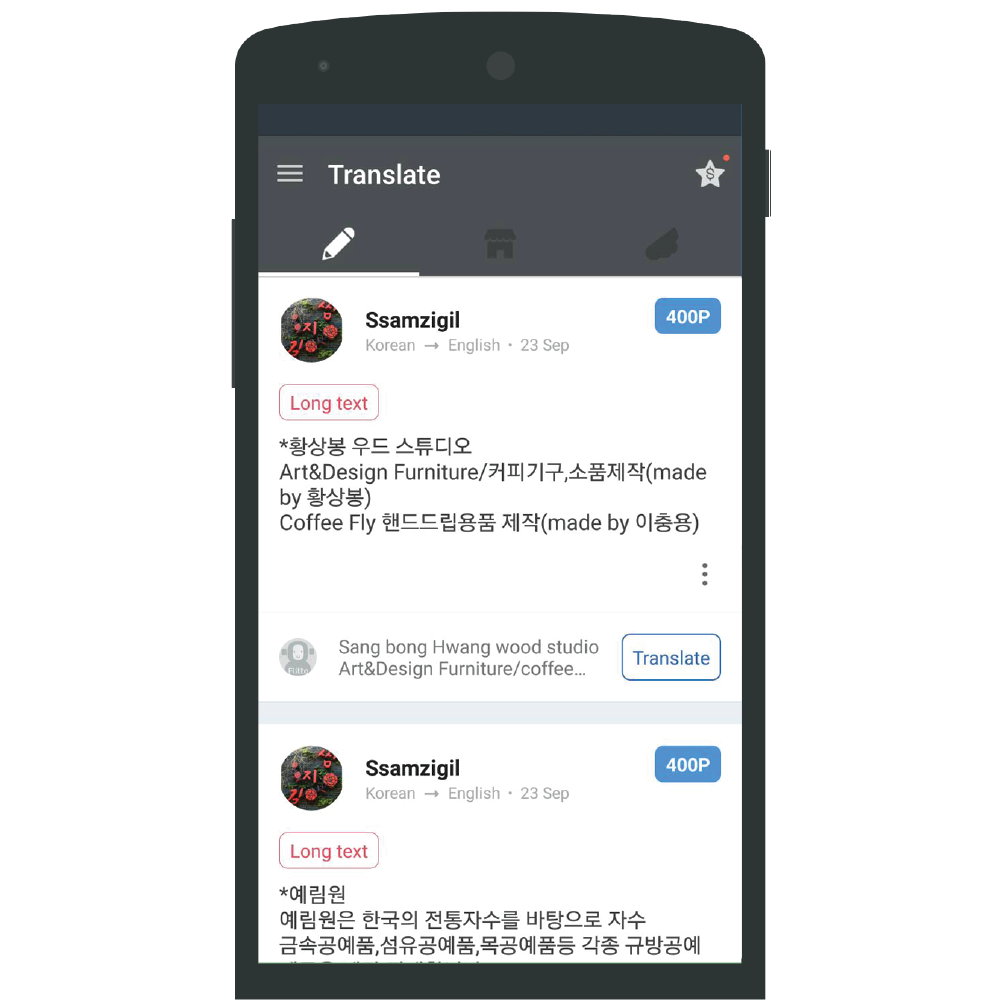 Translate
Ssamzigil
400P
Korean → English • 23 Sep
Long text
*황상봉 우드 스튜디오
Art&Design Furniture/커피기구,소품제작(made
by 황상봉)
Coffee Fly 핸드드립용품 제작(made by 이충용)
Sang bong Hwang wood studio
Art&Design Furniture/coffee...
Translate
Ssamzigil
400P
Korean → English • 23 Sep
Long text
*예림원
예림원은 한국의 전통자수를 바탕으로 자수
금속공예품,섬유공예품,목공예품등 각종 규방공예